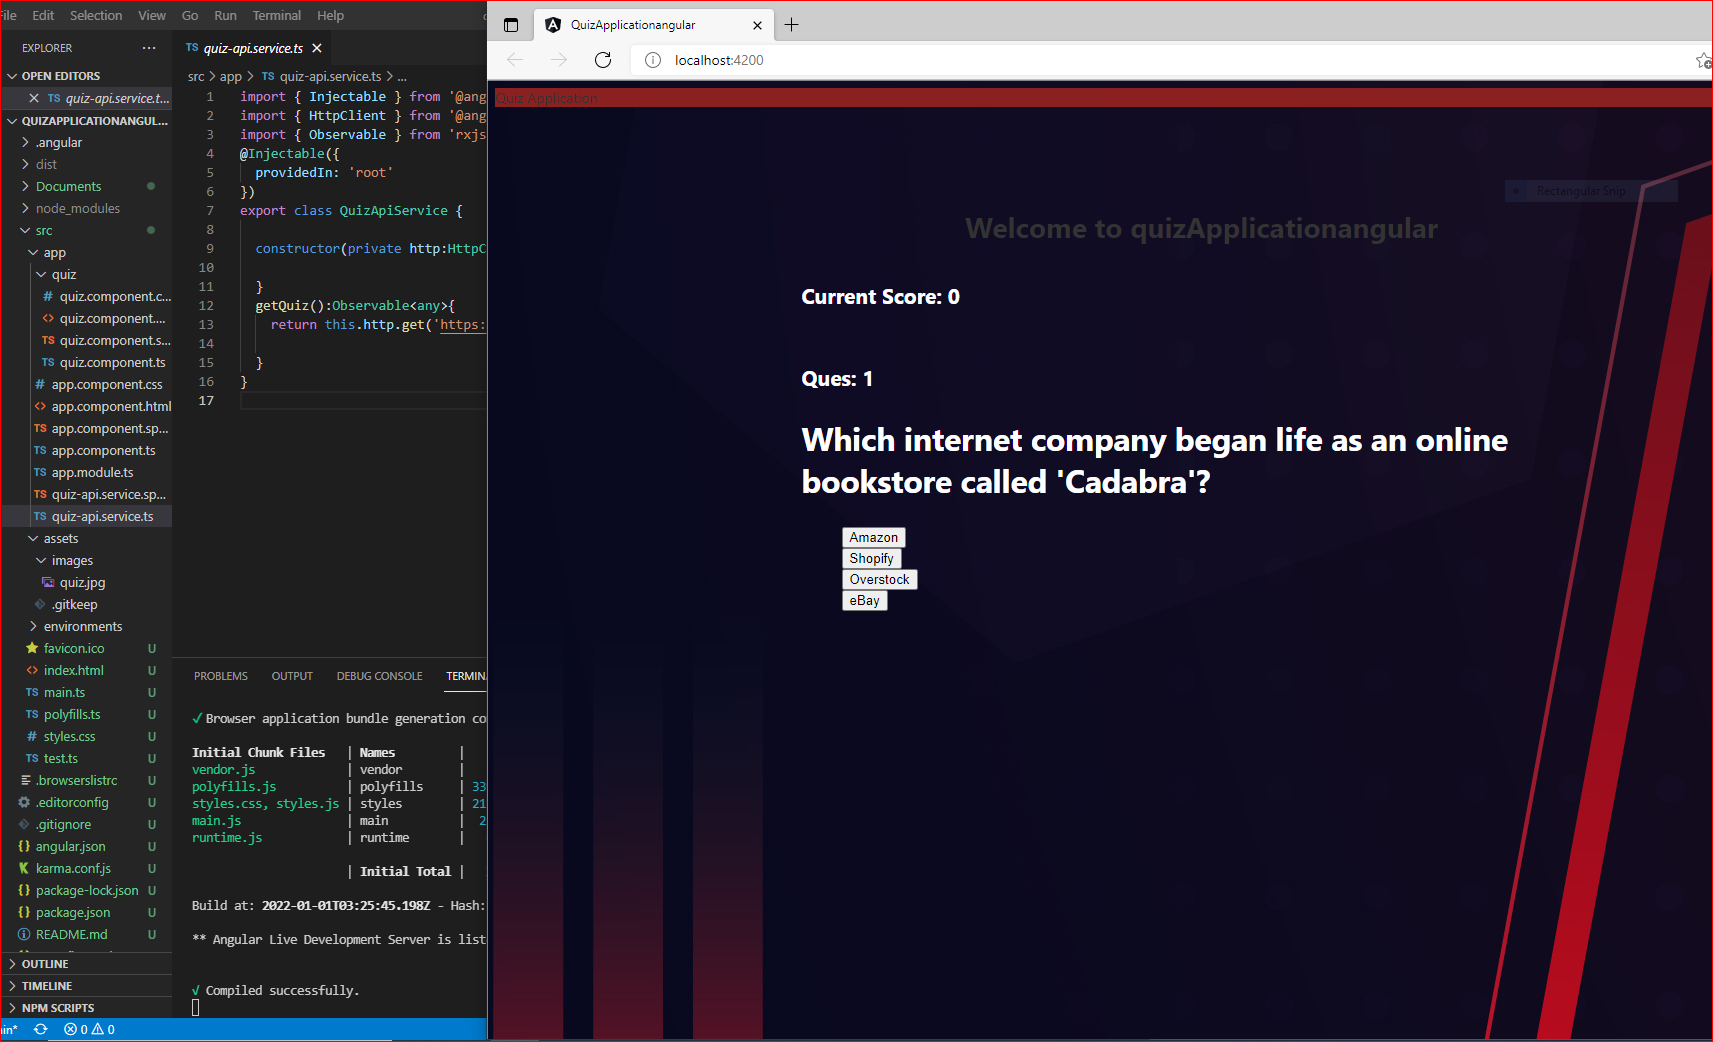 File Edit Selection View Go Run Terminal Help
EXPLORER
OPEN EDITORS
TS quiz-api.service.t...
QUIZAPPLICATIONANGUL...
.angular
dist
Documents
node_modules
src
app
quiz
# quiz.component.c...
<> quiz.component....
TS quiz.component.s...
TS quiz.component.ts
# app.component.css
<> app.component.html
TS app.component.sp...
TS app.component.ts
TS app.module.ts
TS quiz-api.service.sp...
TS quiz-api.service.ts
assets
images
quiz.jpg
.gitkeep
environments
favicon.ico U
<> index.html U
TS main.ts U
TS polyfills.ts U
# styles.css U
TS test.ts U
.browserslistrc U
.editorconfig U
.gitignore U
{} angular.json U
K karma.conf.js U
{} package-lock.json U
{} package.json U
README.md U
OUTLINE
TIMELINE
NPM SCRIPTS
0 0
TS quiz-api.service.ts
src > app > TS quiz-api.service.ts > ...
1 import { Injectable } from '@ang
2 import { HttpClient } from '@ang
3 import { Observable } from 'rxjs
4 @Injectable({
5 providedIn: 'root'
6 })
7 export class QuizApiService {
8
9 constructor(private http:HttpC
10
11 }
12 getQuiz():Observable<any>{
13 return this.http.get('https:
14
15 }
16 }
17
PROBLEMS OUTPUT DEBUG CONSOLE TERMIN
√ Browser application bundle generation co
Initial Chunk Files | Names |
vendor.js | vendor |
polyfills.js | polyfills | 33
styles.css, styles.js | styles | 21
main.js | main | 2
runtime.js | runtime |
| Initial Total |
Build at: 2022-01-01T03:25:45.198Z - Hash:
** Angular Live Development Server is list
√ Compiled successfully.
QuizApplicationangular
localhost:4200
Quiz Application
Rectangular Snip
Welcome to quizApplicationangular
Current Score: 0
Ques: 1
Which internet company began life as an online
bookstore called 'Cadabra'?
Amazon
Shopify
Overstock
eBay